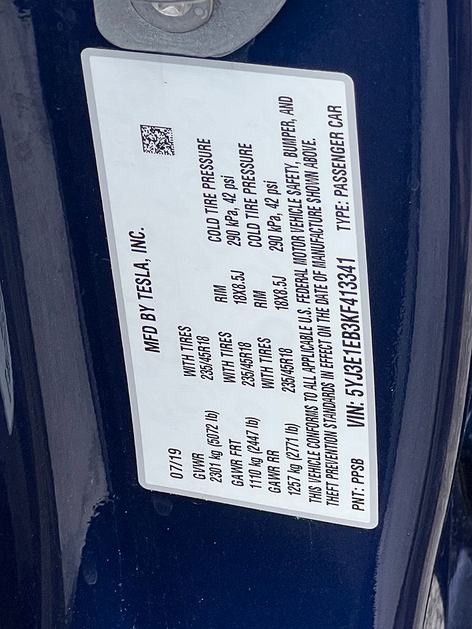 MFD BY TESLA, INC.
07/19
GVWR WITH TIRES RIM COLD TIRE PRESSURE
2301 kg (5072 lb) 235/45R18 18X8.5J 290 kPa, 42 psi
GAWR FRT WITH TIRES RIM COLD TIRE PRESSURE
1110 kg (2447 lb) 235/45R18 18X8.5J 290 kPa, 42 psi
GAWR RR WITH TIRES
1257 kg (2771 lb) 235/45R18
THIS VEHICLE CONFORMS TO ALL APPLICABLE U.S. FEDERAL MOTOR VEHICLE SAFETY, BUMPER, AND
THEFT PREVENTION STANDARDS IN EFFECT ON THE DATE OF MANUFACTURE SHOWN ABOVE.
PNT: PPSB VIN: 5YJ3E1EB3KF413341 TYPE: PASSENGER CAR